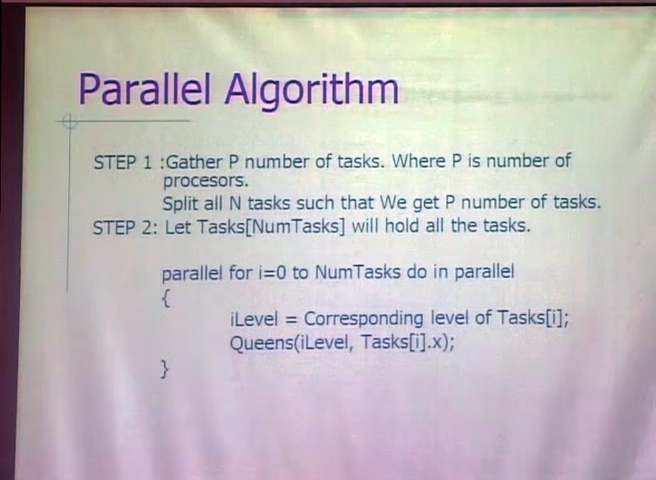 Parallel Algorithm
STEP 1 :Gather P number of tasks. Where P is number of
procesors.
Split all N tasks such that We get P number of tasks.
STEP 2: Let Tasks[NumTasks] will hold all the tasks.
parallel for i=0 to NumTasks do in parallel
{
iLevel = Corresponding level of Tasks[i];
Queens(iLevel, Tasks[i].x);
}